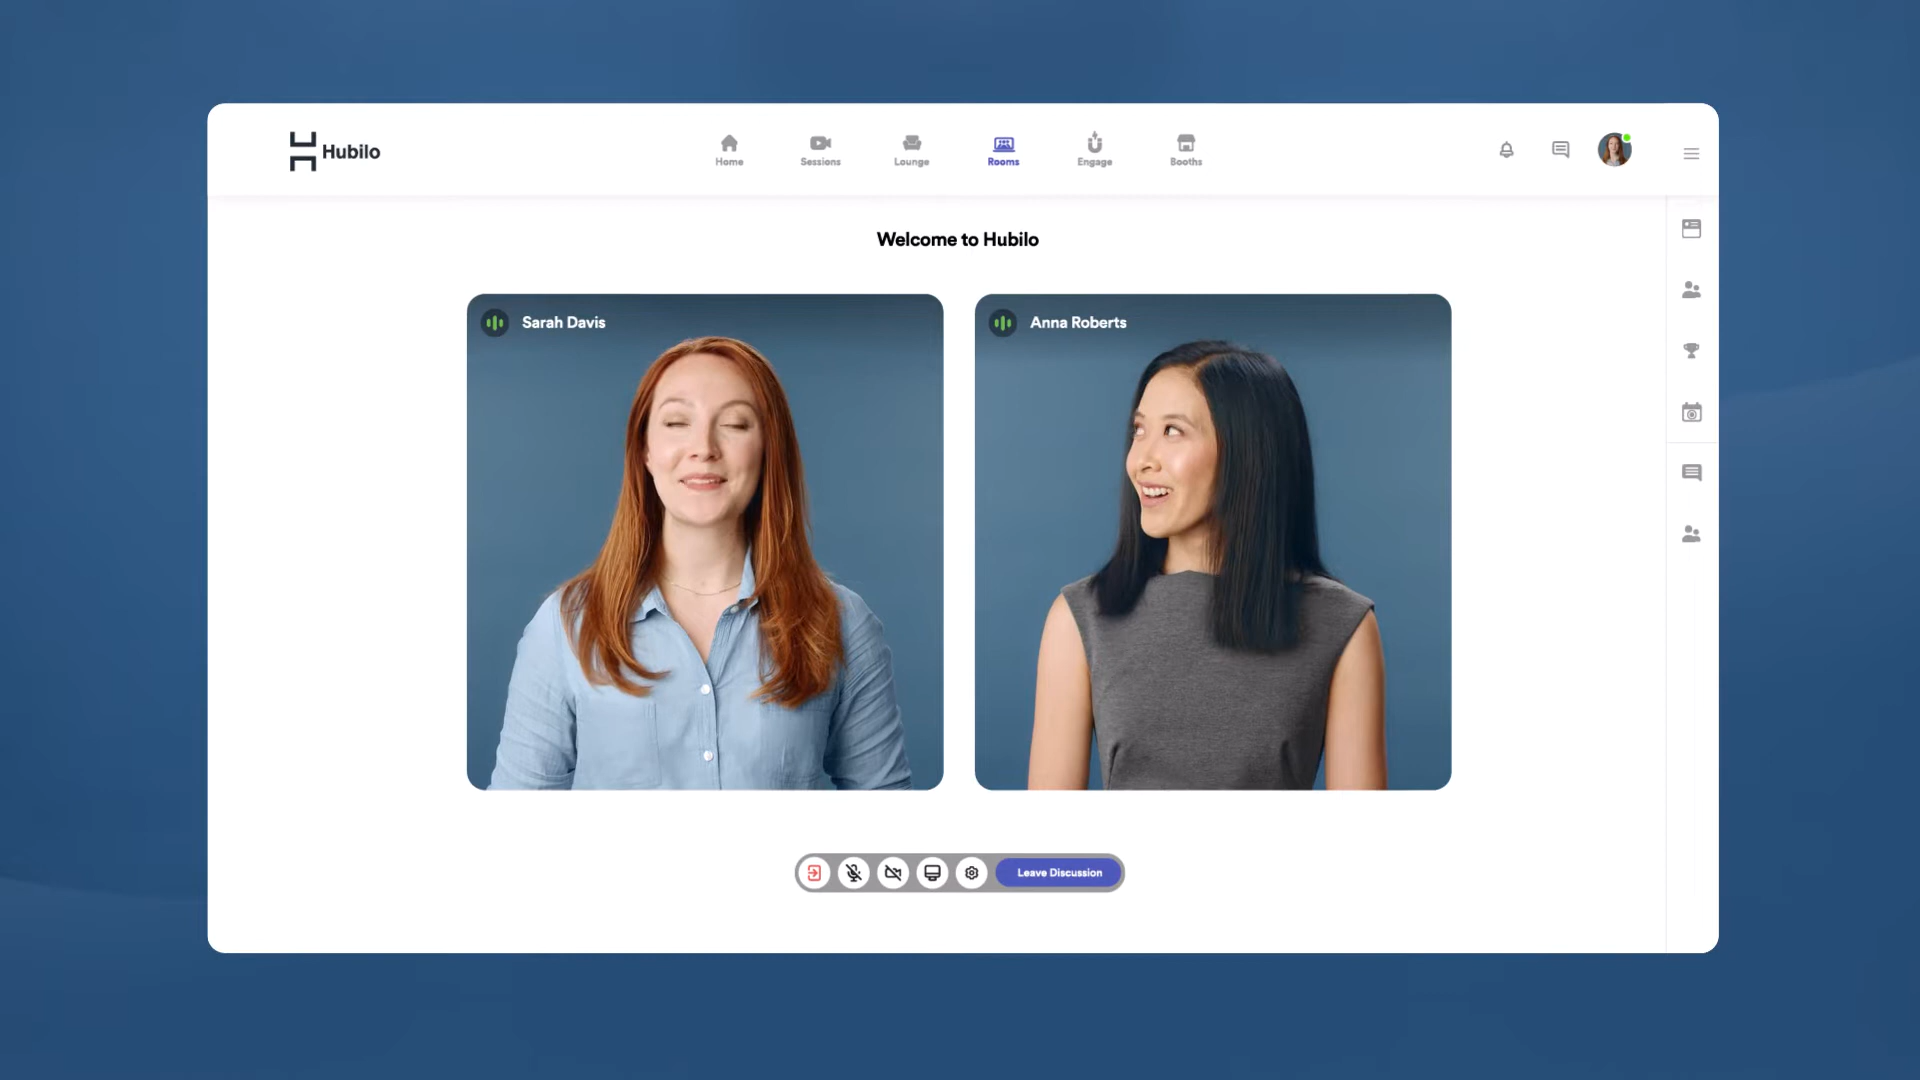 Hubilo
Home
Sessions
Lounge
Rooms
Engage
Booths
Welcome to Hubilo
Sarah Davis
Anna Roberts
Leave Discussion